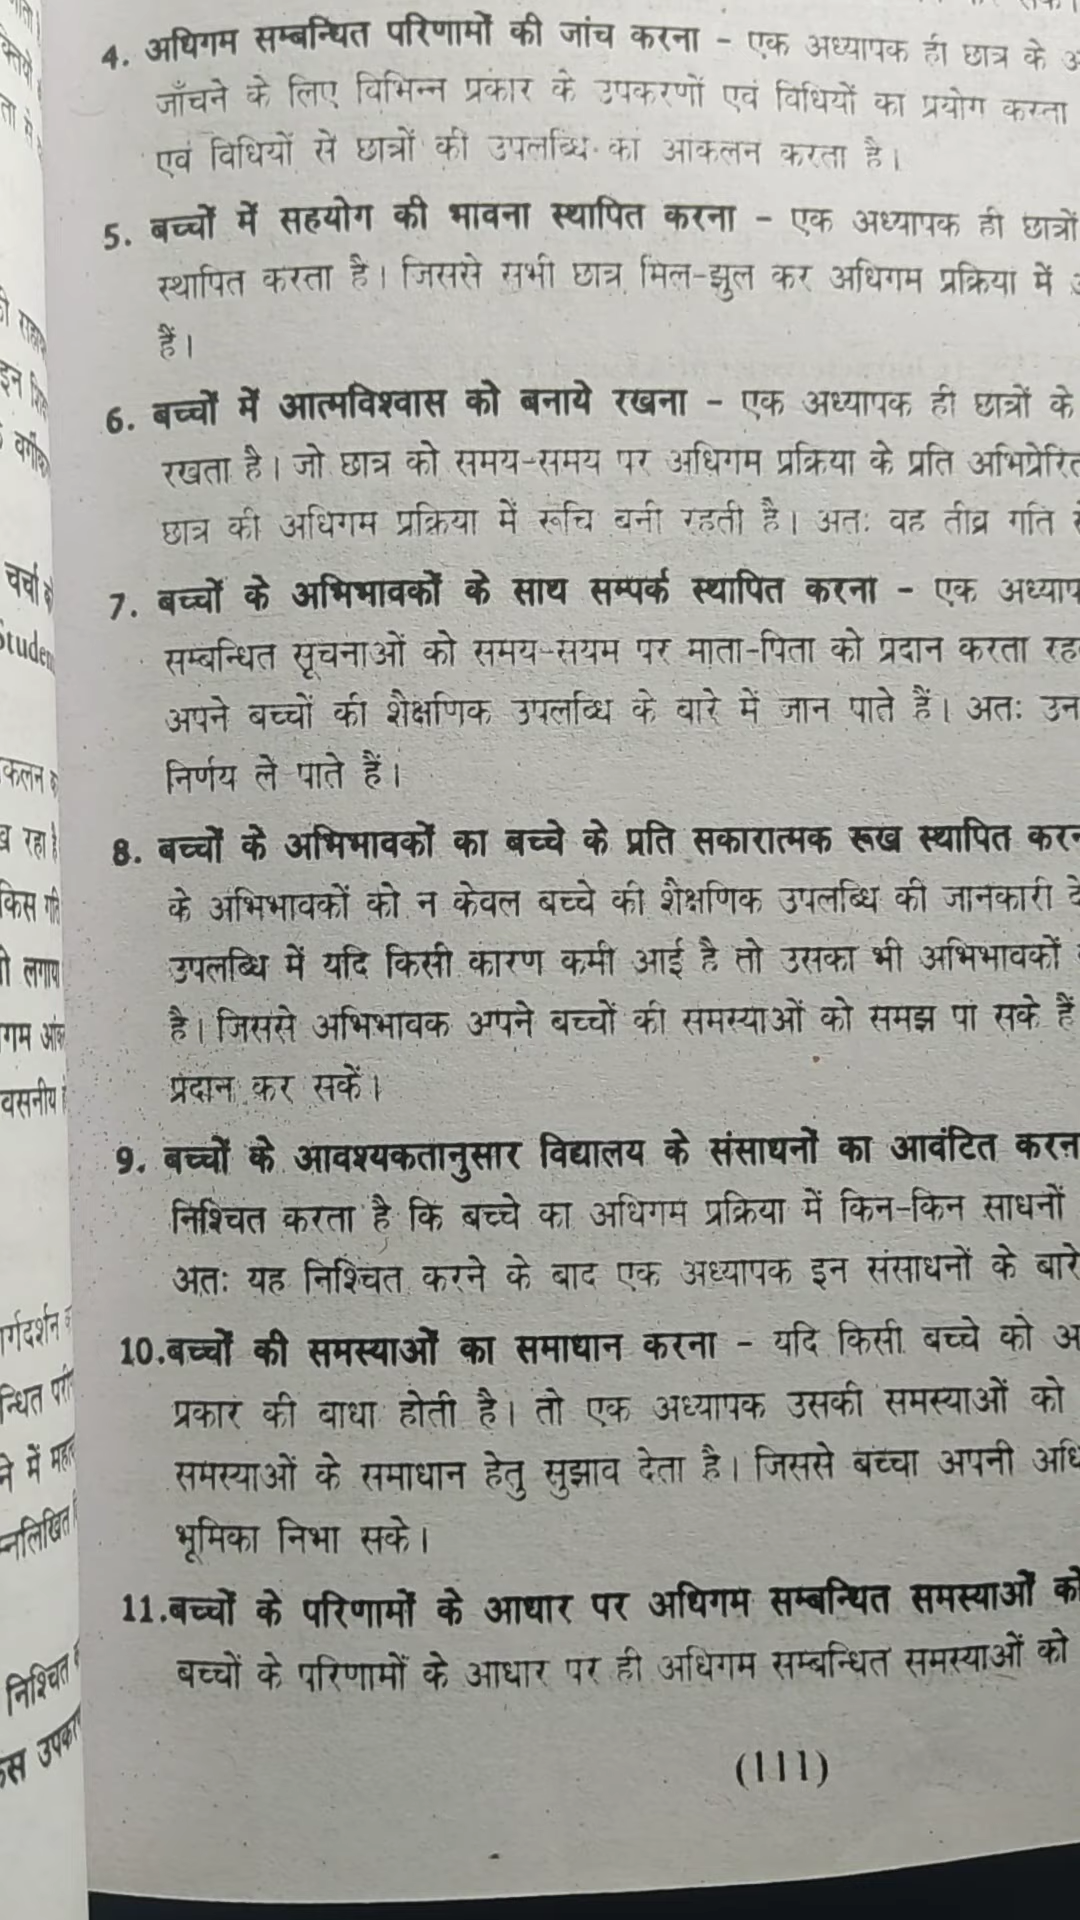 4. अधिगम सम्बन्धित परिणामों की जांच करना – एक अध्यापक ही छात्र के
जाँचने के लिए विभिन्न प्रकार के उपकरणों एवं विधियों का प्रयोग करता
एवं विधियों से छात्रों की उपलब्धि का आकलन करता है।
5. बच्चों में सहयोग की भावना स्थापित करना – एक अध्यापक ही छात्रों
स्थापित करता है। जिससे सभी छात्र मिल-झुल कर अधिगम प्रक्रिया में
हैं।
6. बच्चों में आत्मविश्वास को बनाये रखना – एक अध्यापक ही छात्रों के
रखता है। जो छात्र को समय-समय पर अधिगम प्रक्रिया के प्रति अभिप्रेरित
छात्र की अधिगम प्रक्रिया में रूचि बनी रहती है। अतः वह तीव्र गति
7. बच्चों के अभिभावकों के साथ सम्पर्क स्थापित करना – एक
सम्बन्धित सूचनाओं को समय-सयम पर माता-पिता को प्रदान करता
अपने बच्चों की शैक्षणिक उपलब्धि के बारे में जान पाते हैं। अतः उन
निर्णय ले पाते हैं।
8. बच्चों के अभिभावकों का बच्चे के प्रति सकारात्मक रूख स्थापित
के अभिभावकों को न केवल बच्चे की शैक्षणिक उपलब्धि की जानकारी
उपलब्धि में यदि किसी कारण कमी आई है तो उसका भी अभिभावकों
है। जिससे अभिभावक अपने बच्चों की समस्याओं को समझ पा सके हैं
प्रदान कर सकें।
9. बच्चों के आवश्यकतानुसार विद्यालय के संसाधनों का आवंटित
निश्चित करता है कि बच्चे का अधिगम प्रक्रिया में किन-किन साधनों
अतः यह निश्चित करने के बाद एक अध्यापक इन संसाधनों के बारे
10.बच्चों की समस्याओं का समाधान करना – यदि किसी बच्चे को
प्रकार की बाधा होती है। तो एक अध्यापक उसकी समस्याओं को
समस्याओं के समाधान हेतु सुझाव देता है। जिससे बच्चा अपनी
भूमिका निभा सके।
11.बच्चों के परिणामों के आधार पर अधिगम सम्बन्धित समस्याओं को
बच्चों के परिणामों के आधार पर ही अधिगम सम्बन्धित समस्याओं को
(111)